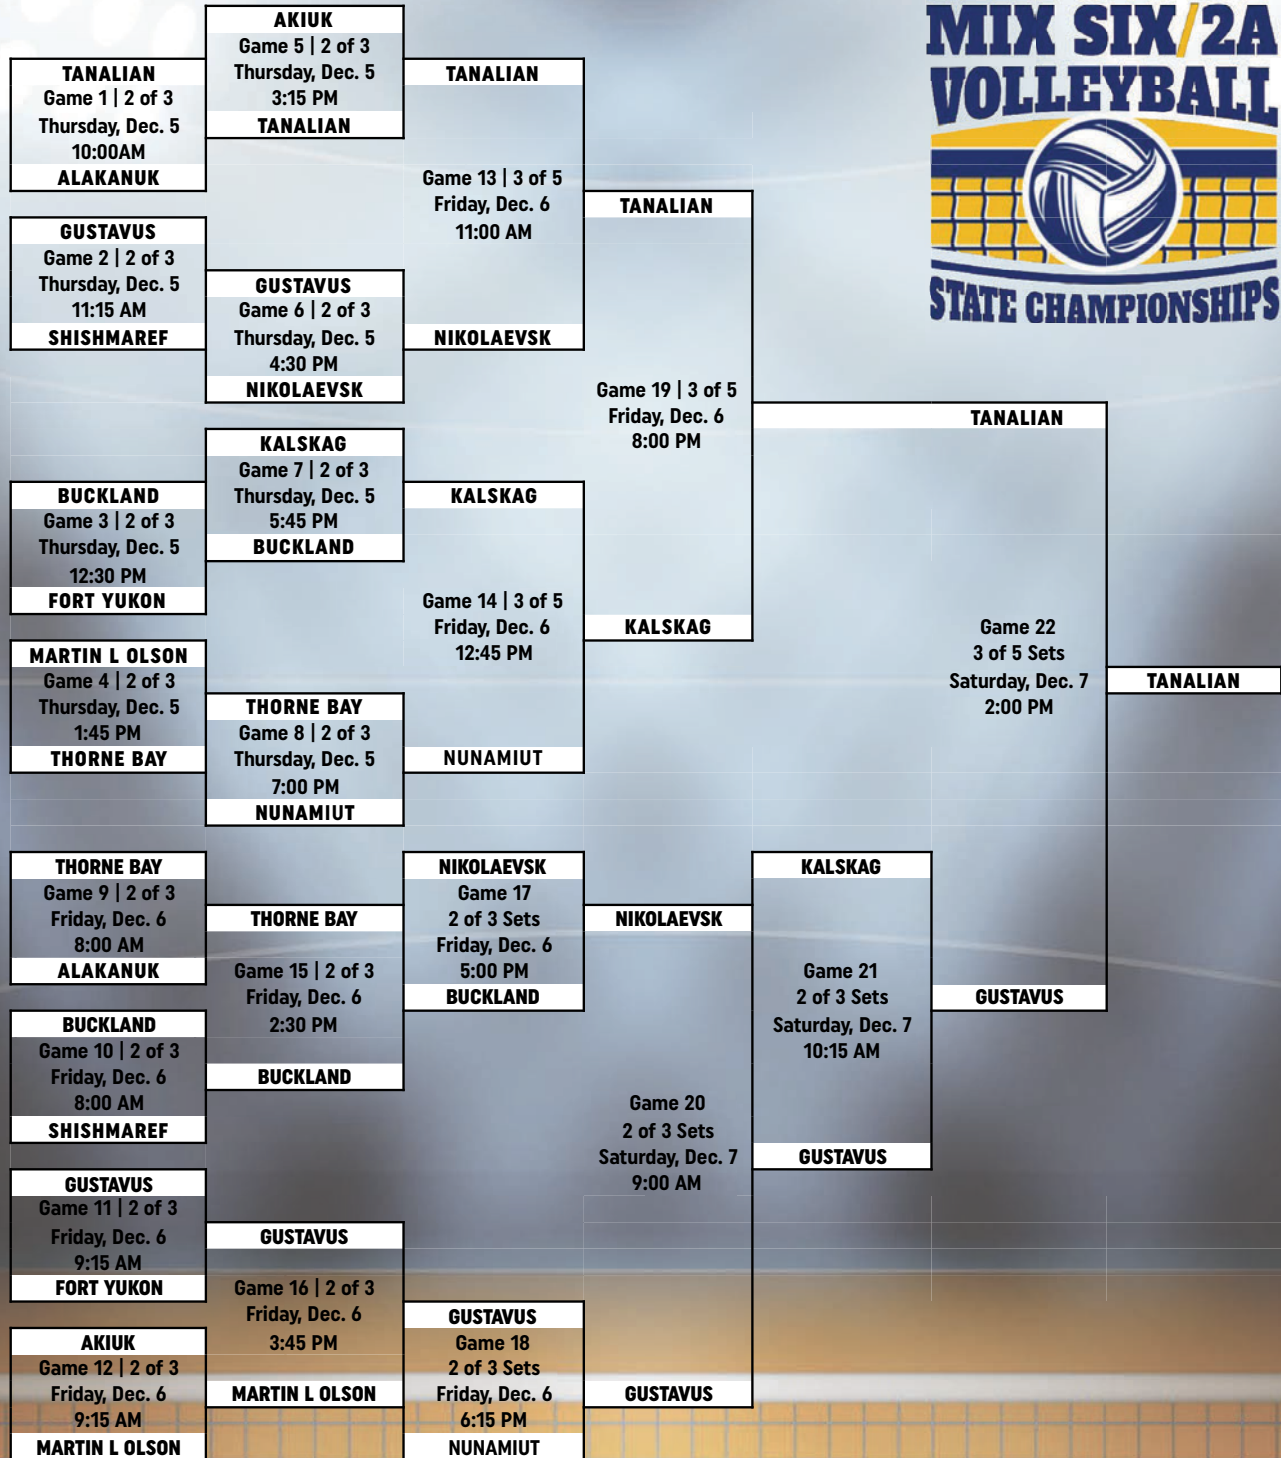 MIX SIX/2A
VOLLEYBALL
STATE CHAMPIONSHIPS
TANALIAN
Game 1 | 2 of 3
Thursday, Dec. 5
10:00AM
ALAKANUK
GUSTAVUS
Game 2 | 2 of 3
Thursday, Dec. 5
11:15 AM
SHISHMAREF
BUCKLAND
Game 3 | 2 of 3
Thursday, Dec. 5
12:30 PM
FORT YUKON
MARTIN L OLSON
Game 4 | 2 of 3
Thursday, Dec. 5
1:45 PM
THORNE BAY
THORNE BAY
Game 9 | 2 of 3
Friday, Dec. 6
8:00 AM
ALAKANUK
BUCKLAND
Game 10 | 2 of 3
Friday, Dec. 6
8:00 AM
SHISHMAREF
GUSTAVUS
Game 11 | 2 of 3
Friday, Dec. 6
9:15 AM
FORT YUKON
AKIUK
Game 12 | 2 of 3
Friday, Dec. 6
9:15 AM
MARTIN L OLSON
AKIUK
Game 5 | 2 of 3
Thursday, Dec. 5
3:15 PM
TANALIAN
GUSTAVUS
Game 6 | 2 of 3
Thursday, Dec. 5
4:30 PM
NIKOLAEVSK
KALSKAG
Game 7 | 2 of 3
Thursday, Dec. 5
5:45 PM
BUCKLAND
THORNE BAY
Game 8 | 2 of 3
Thursday, Dec. 5
7:00 PM
NUNAMIUT
THORNE BAY
Game 15 | 2 of 3
Friday, Dec. 6
2:30 PM
BUCKLAND
GUSTAVUS
Game 16 | 2 of 3
Friday, Dec. 6
3:45 PM
MARTIN L OLSON
TANALIAN
Game 13 | 3 of 5
Friday, Dec. 6
11:00 AM
NIKOLAEVSK
KALSKAG
Game 14 | 3 of 5
Friday, Dec. 6
12:45 PM
NUNAMIUT
NIKOLAEVSK
Game 17
2 of 3 Sets
Friday, Dec. 6
5:00 PM
BUCKLAND
GUSTAVUS
Game 18
2 of 3 Sets
Friday, Dec. 6
6:15 PM
NUNAMIUT
TANALIAN
Game 19 | 3 of 5
Friday, Dec. 6
8:00 PM
KALSKAG
NIKOLAEVSK
Game 20
2 of 3 Sets
Saturday, Dec. 7
9:00 AM
GUSTAVUS
KALSKAG
Game 21
2 of 3 Sets
Saturday, Dec. 7
10:15 AM
GUSTAVUS
TANALIAN
Game 22
3 of 5 Sets
Saturday, Dec. 7
2:00 PM
GUSTAVUS
TANALIAN